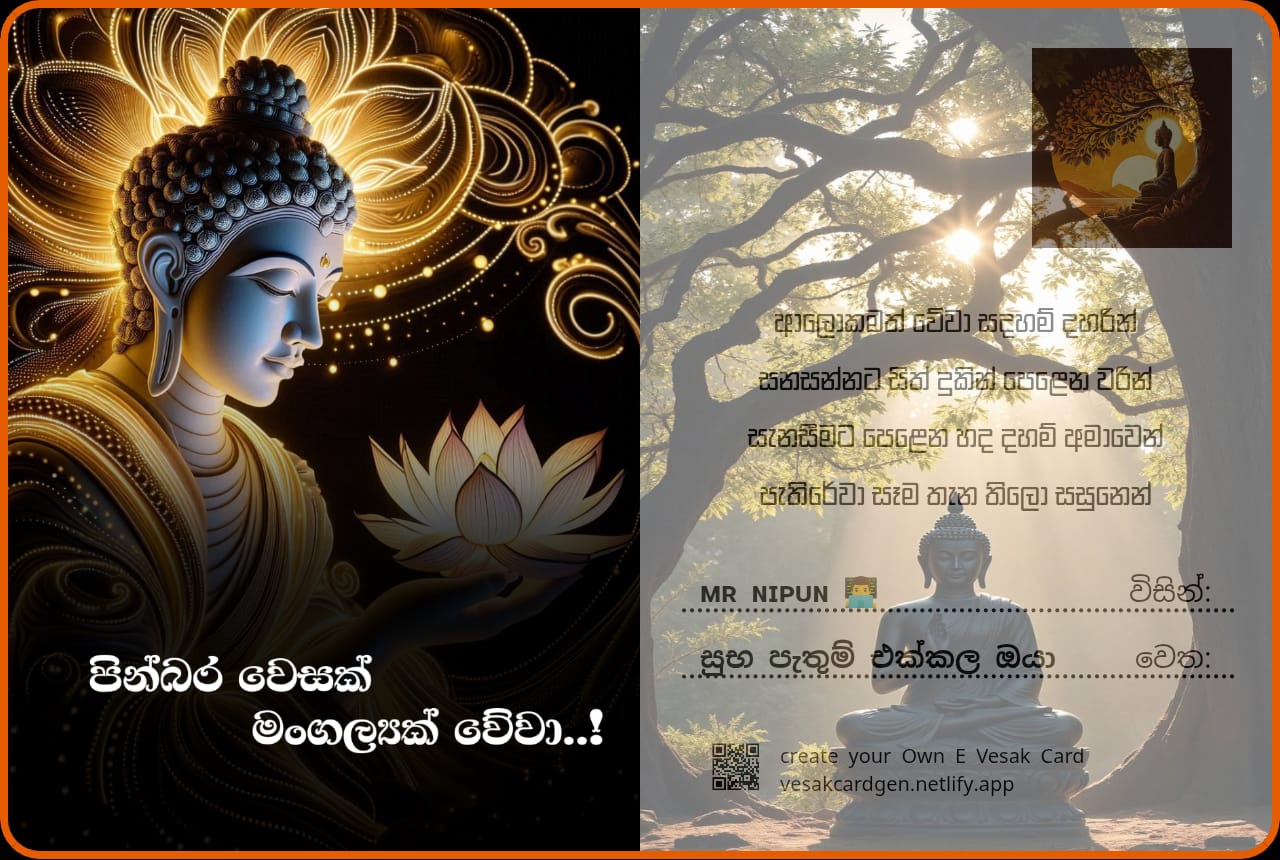 පින්බර වෙසක්
මංගල්‍යක් වේවා..!
ආලොකමත් වේවා සදහම් දහරින්
සනසන්නට සිත් දුකින් පෙළෙන වරින්
සැනසීමට පෙළෙන හද දහම් අමාවෙන්
පැතිරේවා සැම තැන තිලො සසුනෙන්
MR NIPUN 👨‍💻 විසින්:
සූභ පැතුම් එක්කල ඔයා වෙත:
create your Own E Vesak Card
vesakcardgen.netlify.app